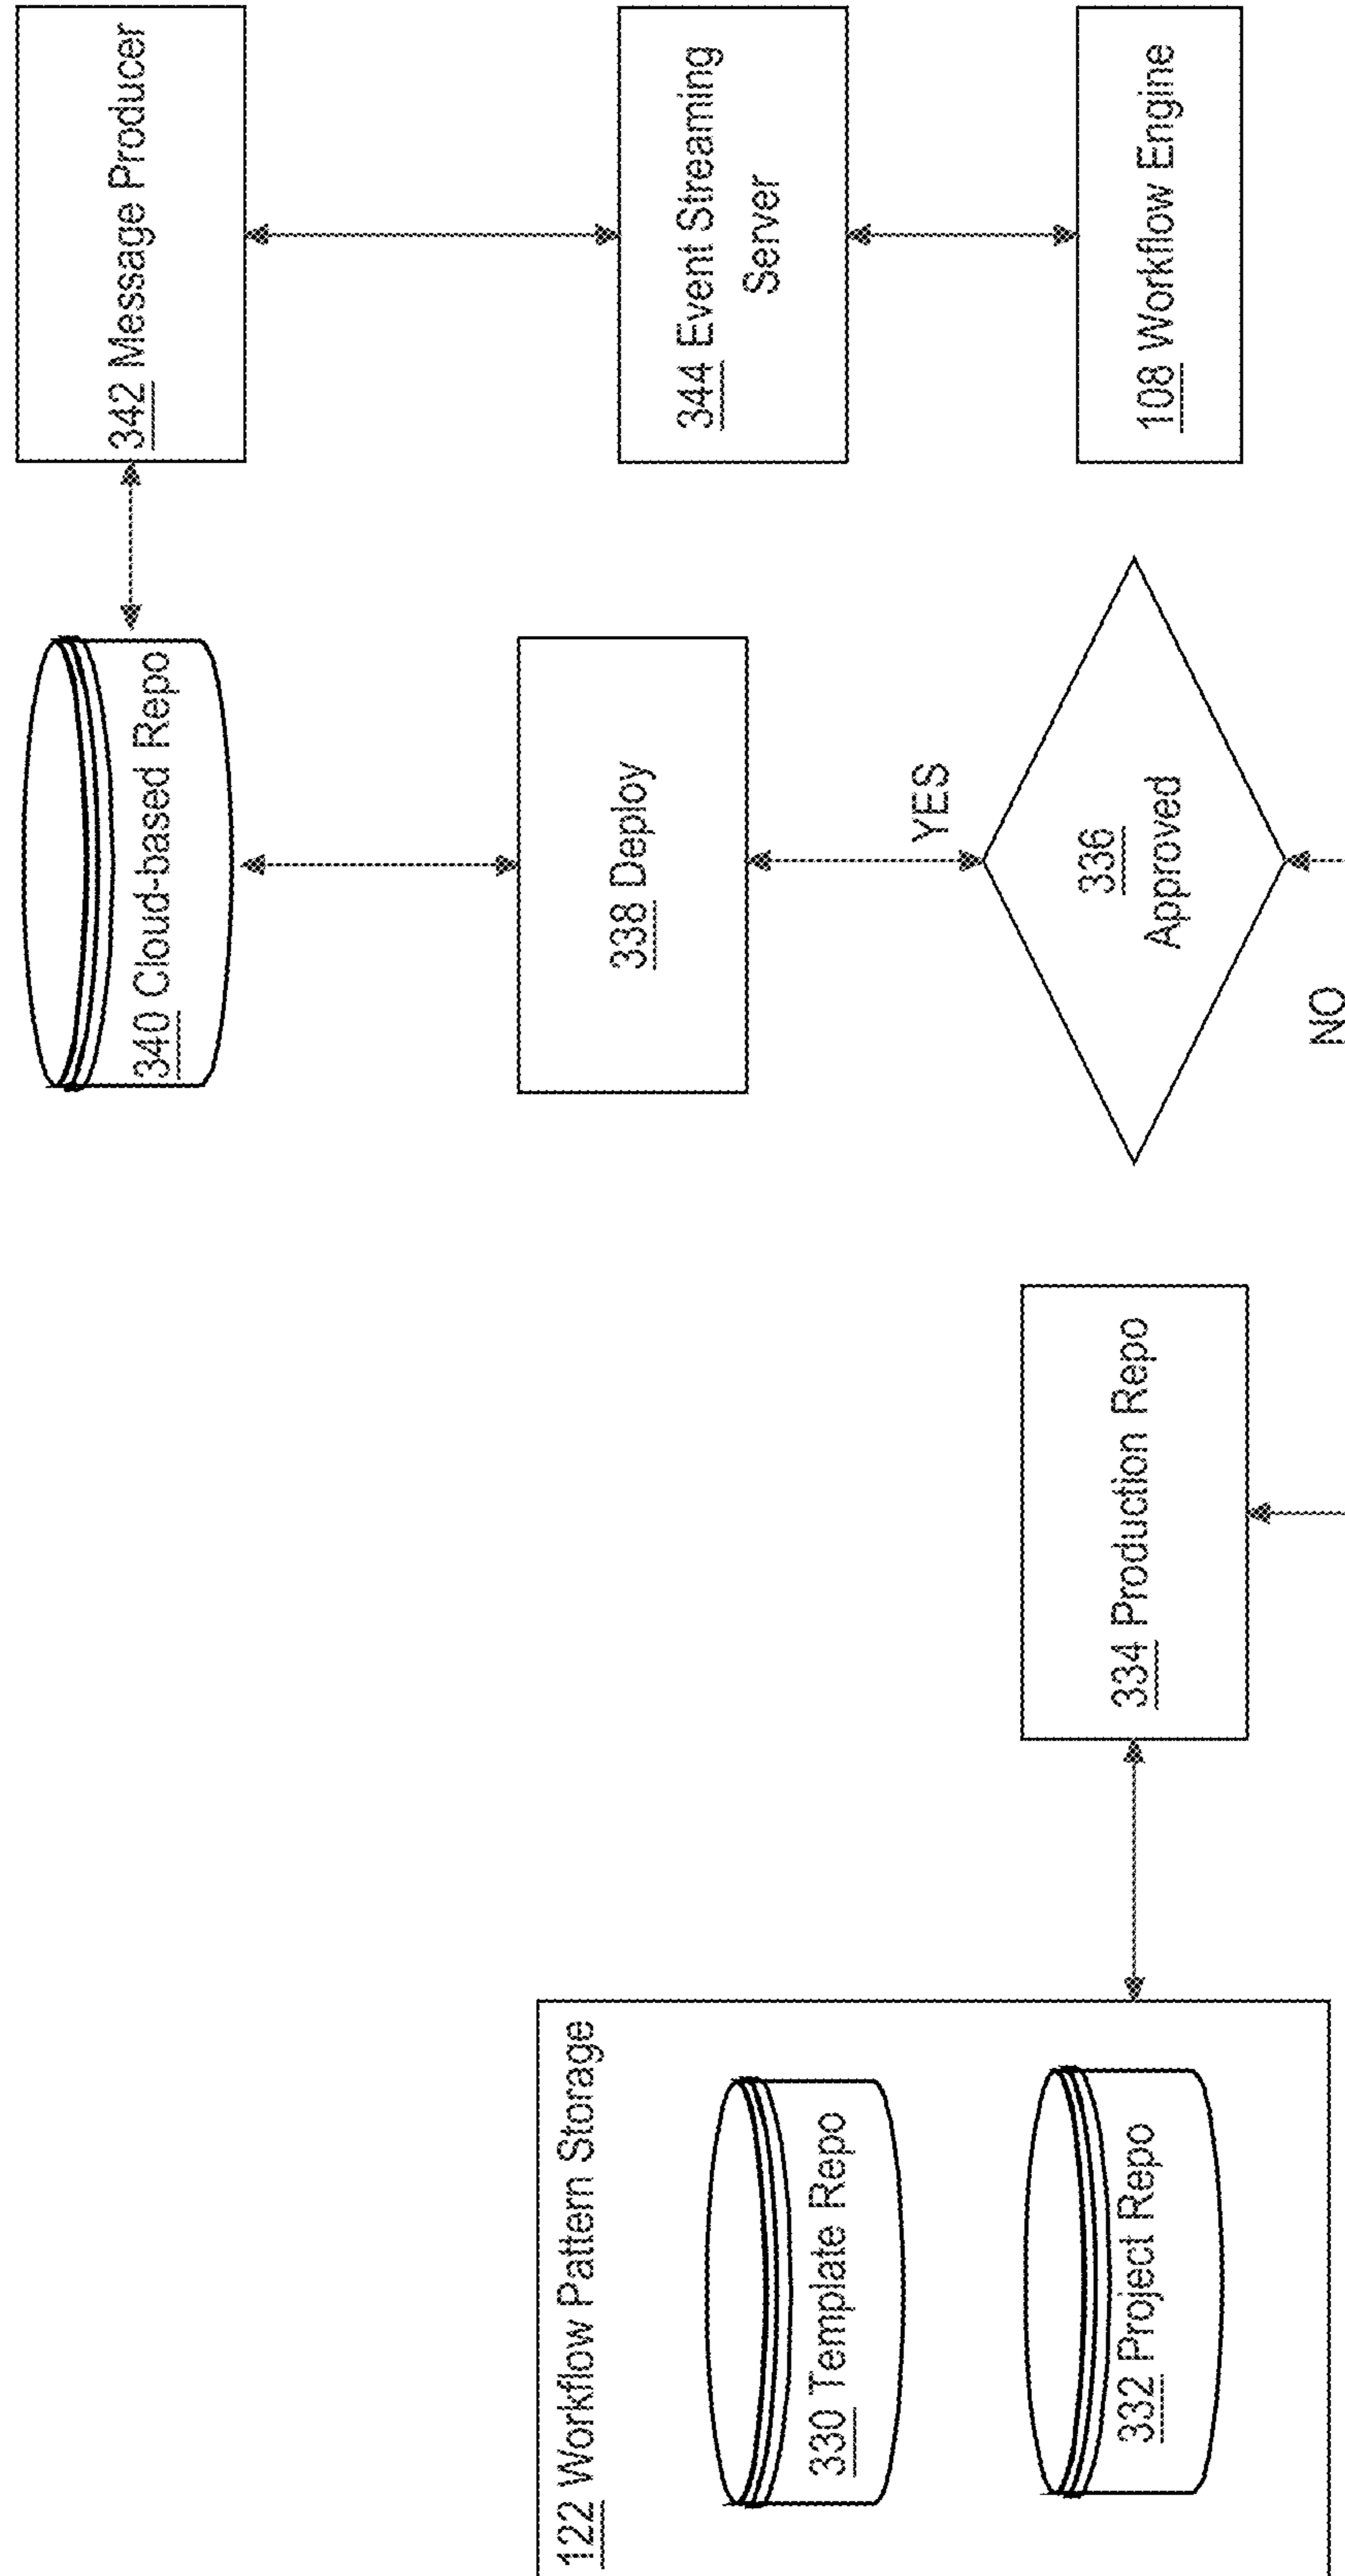 122 Workflow Pattern Storage
330 Template Repo
332 Project Repo
334 Production Repo
340 Cloud-based Repo
338 Deploy
YES
336
Approved
NO
342 Message Producer
344 Event Streaming
Server
108 Workflow Engine